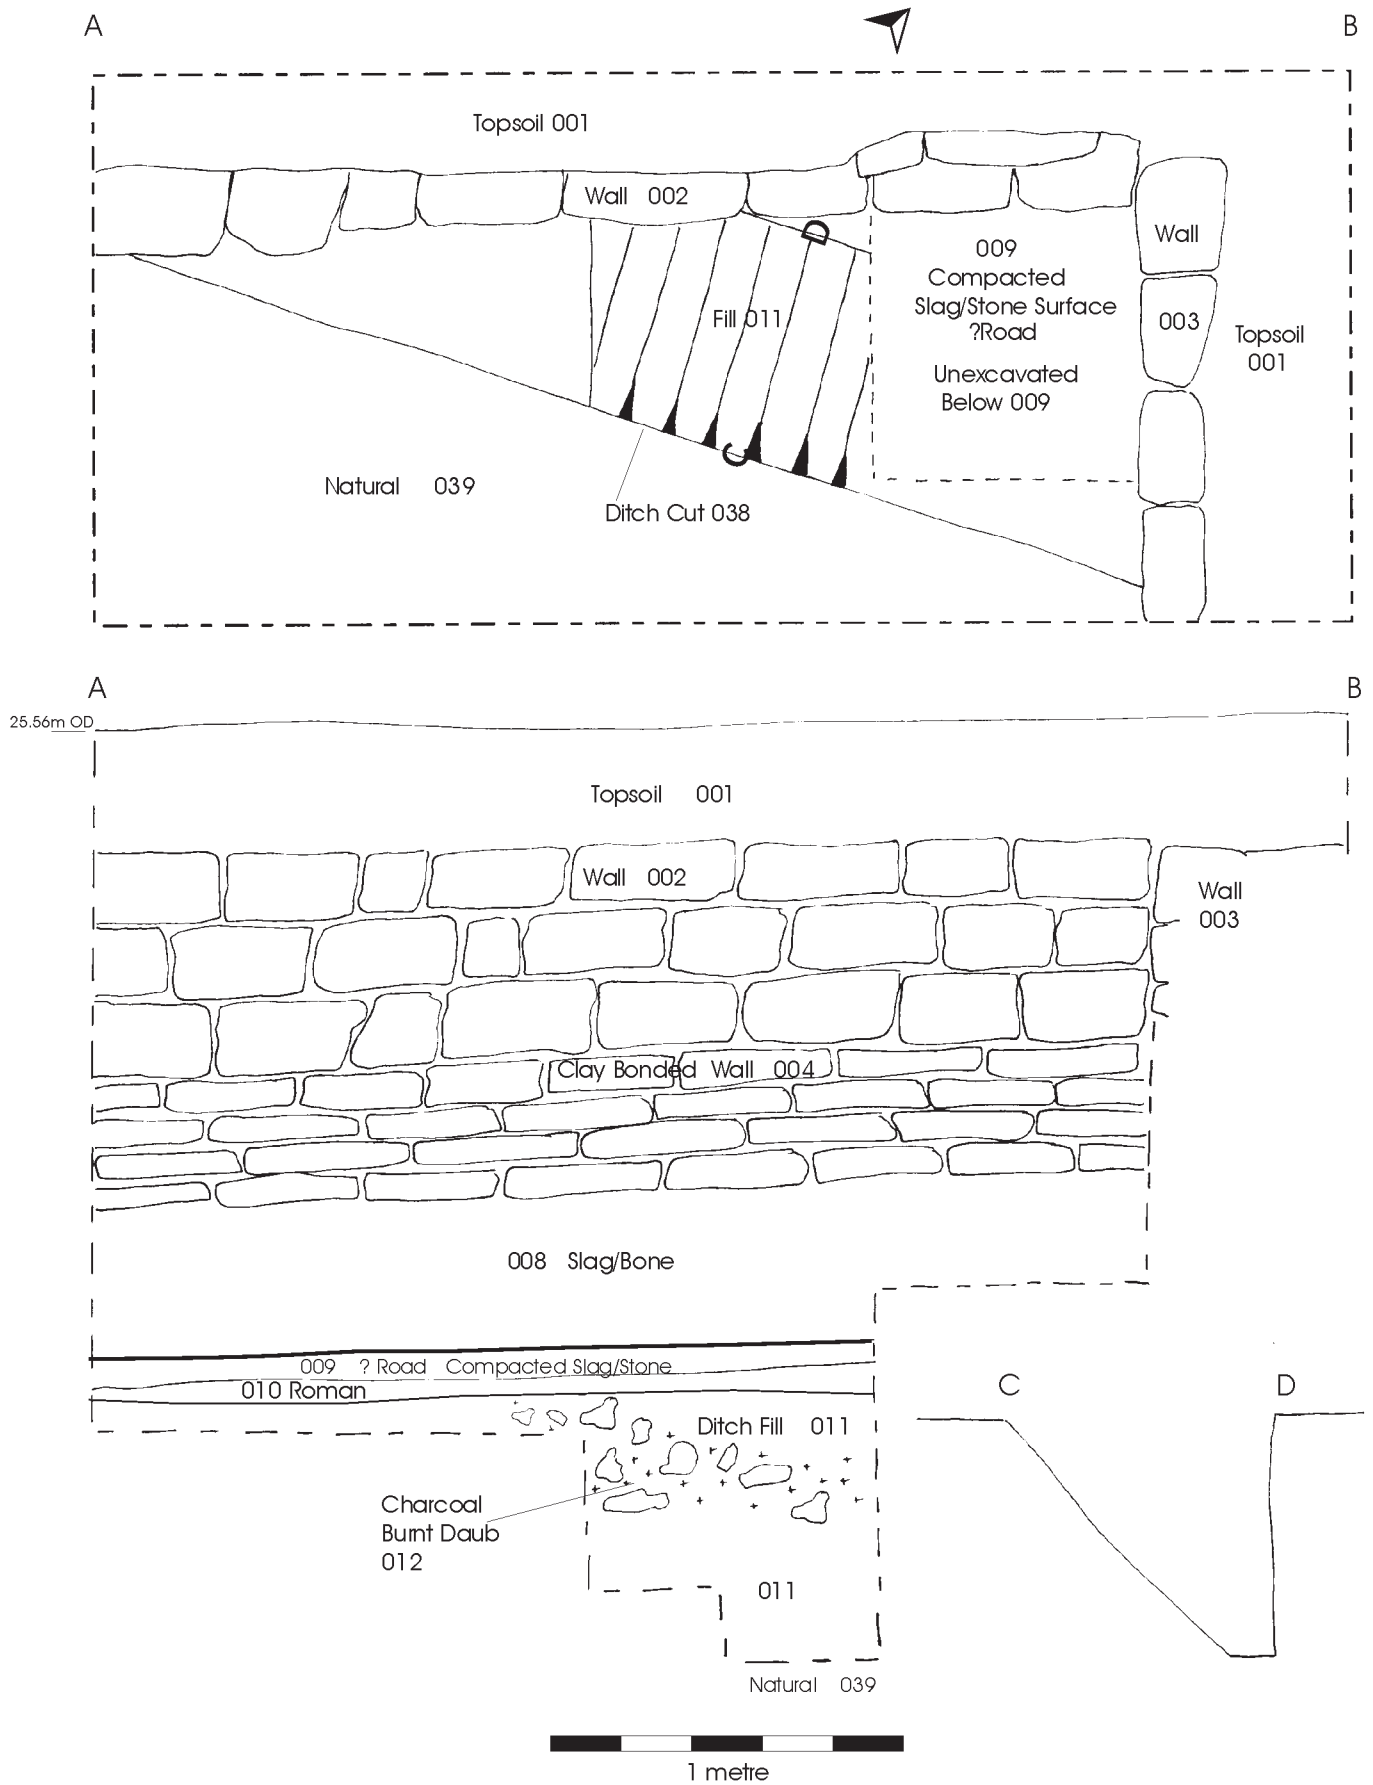 A
B
Topsoil 001
Wall 002
Wall
D
009
Compacted
Slag/Stone Surface
?Road
Fill 011
003
Topsoil
001
Unexcavated
Below 009
C
Natural 039
Ditch Cut 038
A
B
25.56m OD
Topsoil 001
Wall 002
Wall
003
Clay Bonded Wall 004
008 Slag/Bone
009 ? Road Compacted Slag/Stone
010 Roman
C
D
Ditch Fill 011
Charcoal
Burnt Daub
012
011
Natural 039
1 metre